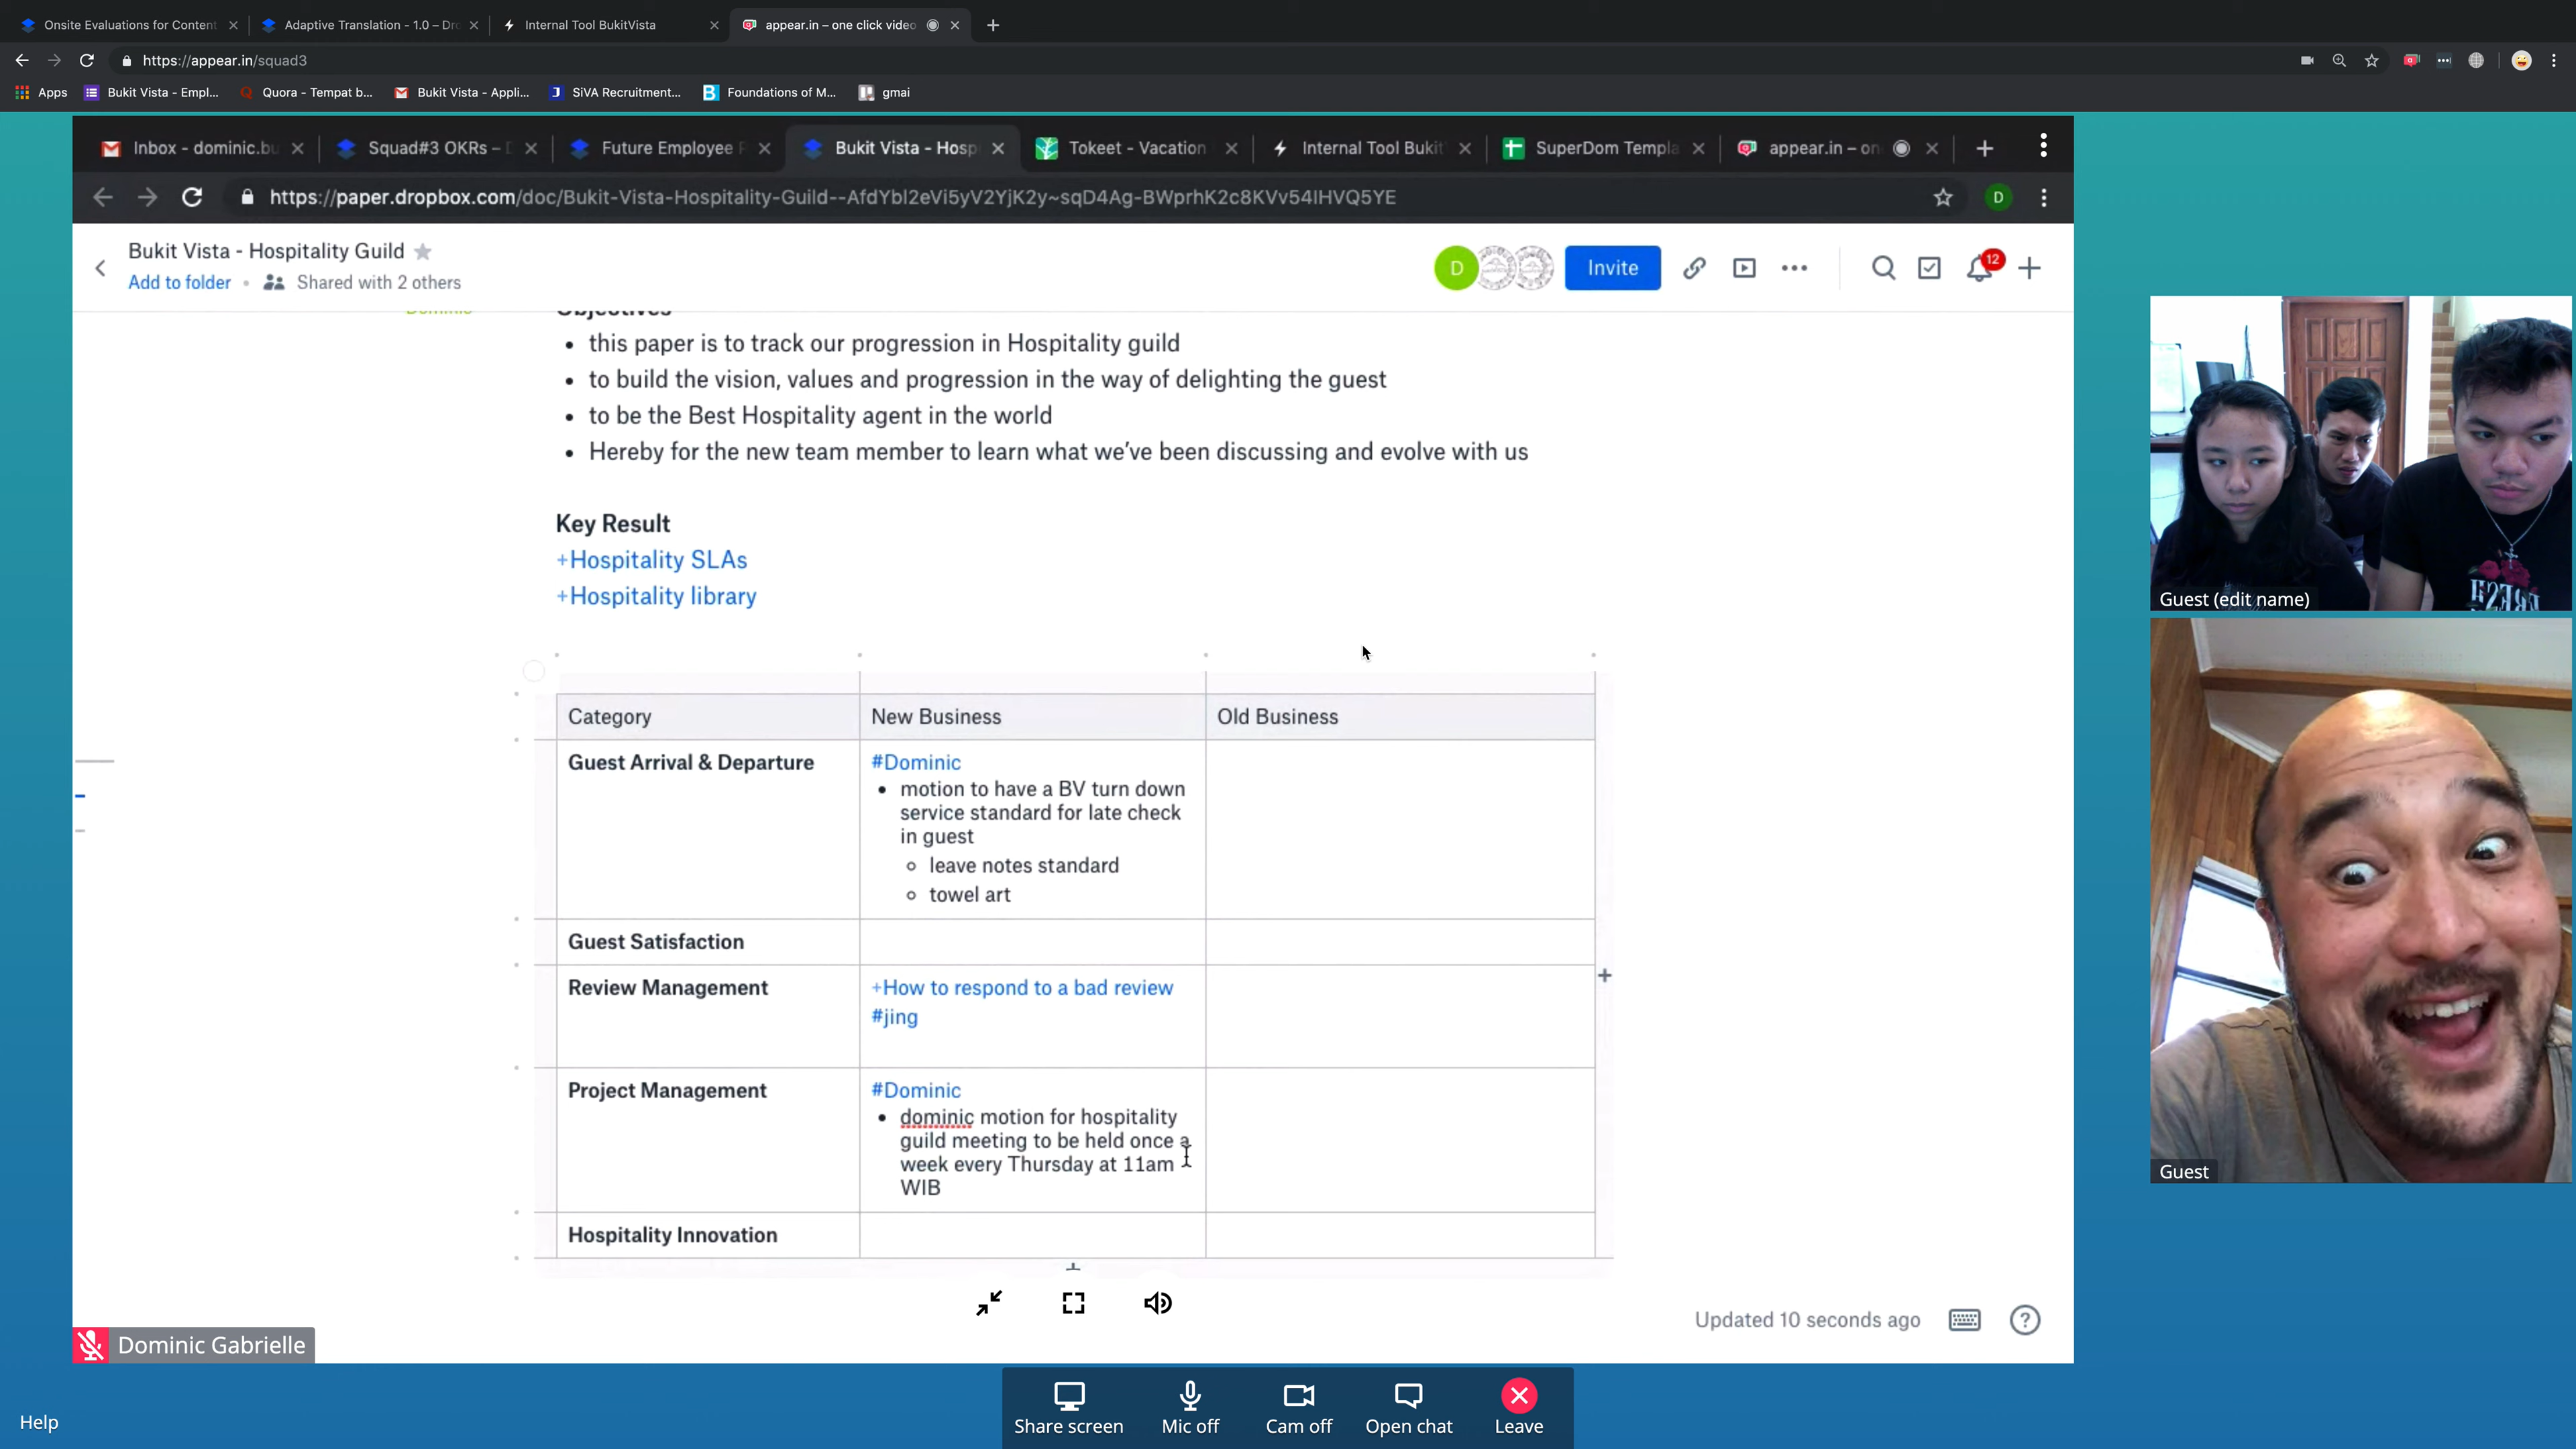 Onsite Evaluations for Content
Adaptive Translation - 1.0 – Dro
Internal Tool BukitVista
appear.in – one click video
https://appear.in/squad3
Apps
Bukit Vista - Empl...
Quora - Tempat b...
Bukit Vista - Appli...
SiVA Recruitment...
Foundations of M...
gmai
Inbox - dominic.bu
Squad#3 OKRs – D
Future Employee
Bukit Vista - Hosp
Tokeet - Vacation
Internal Tool Bukit
SuperDom Templa
appear.in – on
https://paper.dropbox.com/doc/Bukit-Vista-Hospitality-Guild--AfdYbl2eVi5yV2YjK2y~sqD4Ag-BWprhK2c8KVv54IHVQ5YE
D
Bukit Vista - Hospitality Guild
Add to folder • Shared with 2 others
D
Invite
12
Dominic
Objectives
• this paper is to track our progression in Hospitality guild
• to build the vision, values and progression in the way of delighting the guest
• to be the Best Hospitality agent in the world
• Hereby for the new team member to learn what we’ve been discussing and evolve with us
Key Result
+Hospitality SLAs
+Hospitality library
Category
New Business
Old Business
Guest Arrival & Departure
#Dominic
• motion to have a BV turn down
service standard for late check
in guest
leave notes standard
towel art
Guest Satisfaction
Review Management
+How to respond to a bad review
#jing
Project Management
#Dominic
• dominic motion for hospitality
guild meeting to be held once a
week every Thursday at 11am
WIB
Hospitality Innovation
Updated 10 seconds ago
Dominic Gabrielle
FRESH
Guest (edit name)
Guest
Help
Share screen
Mic off
Cam off
Open chat
Leave